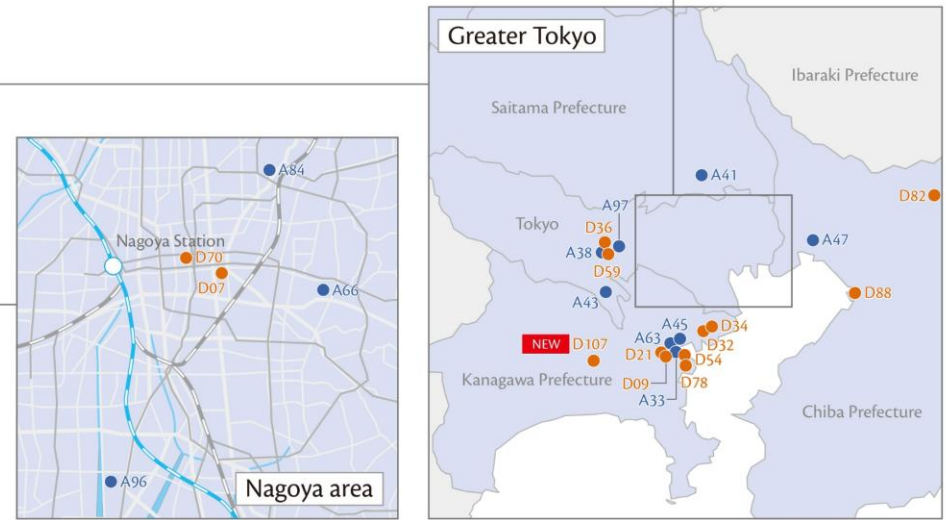 Greater Tokyo
Ibaraki Prefecture
Saitama Prefecture
A41
D82
A97
Tokyo
D36
A38
D59
A47
A43
D88
A45
D34
A63
D32
NEW
D107
D21
D54
Kanagawa Prefecture
D09
D78
A33
Chiba Prefecture
A84
Nagoya Station
D70
D07
A66
A96
Nagoya area